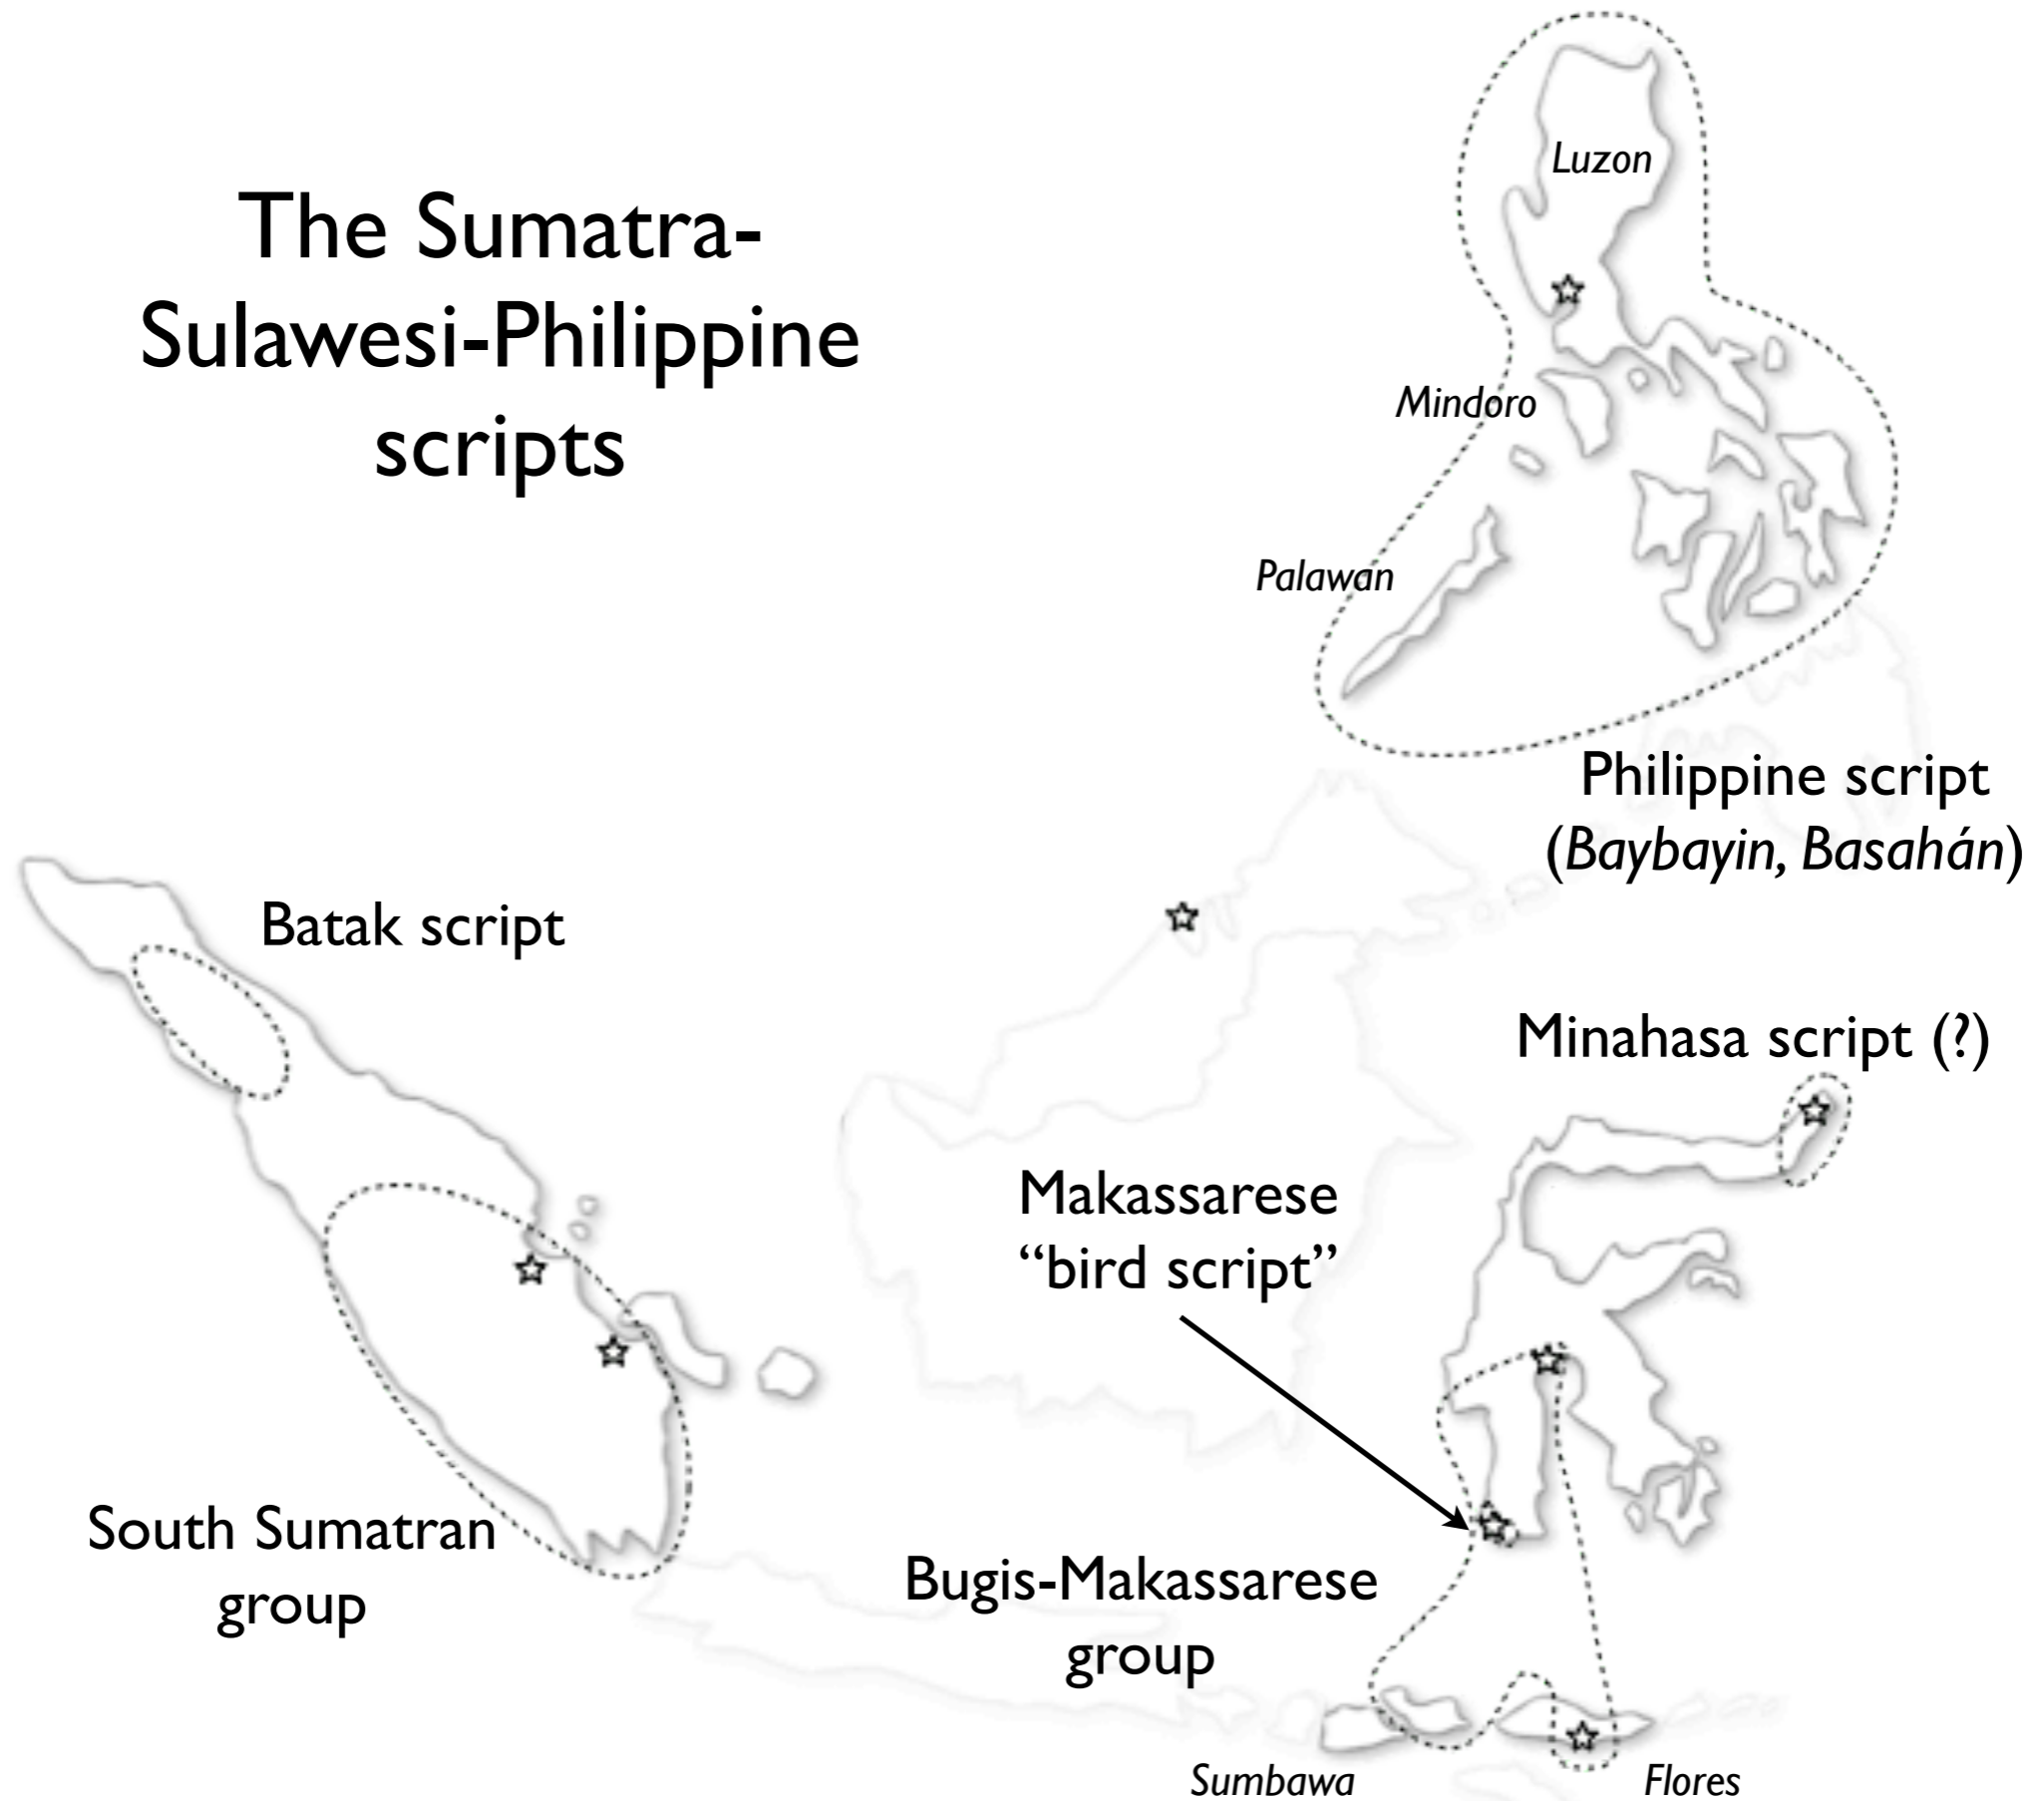 The Sumatra-
Sulawesi-Philippine
scripts
Luzon
Mindoro
Palawan
Philippine script
(Baybayin, Basahán)
Batak script
Minahasa script (?)
Makassarese
“bird script”
South Sumatran
group
Bugis-Makassarese
group
Sumbawa
Flores